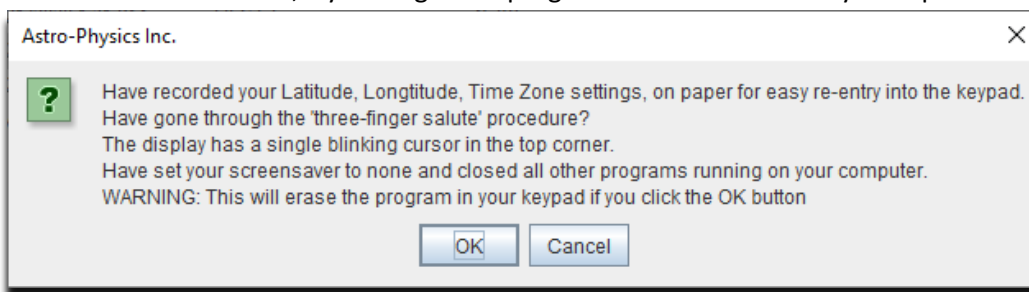 Astro-Physics Inc.
Have recorded your Latitude, Longtitude, Time Zone settings, on paper for easy re-entry into the keypad.
Have gone through the 'three-finger salute' procedure?
The display has a single blinking cursor in the top corner.
Have set your screensaver to none and closed all other programs running on your computer.
WARNING: This will erase the program in your keypad if you click the OK button
OK Cancel